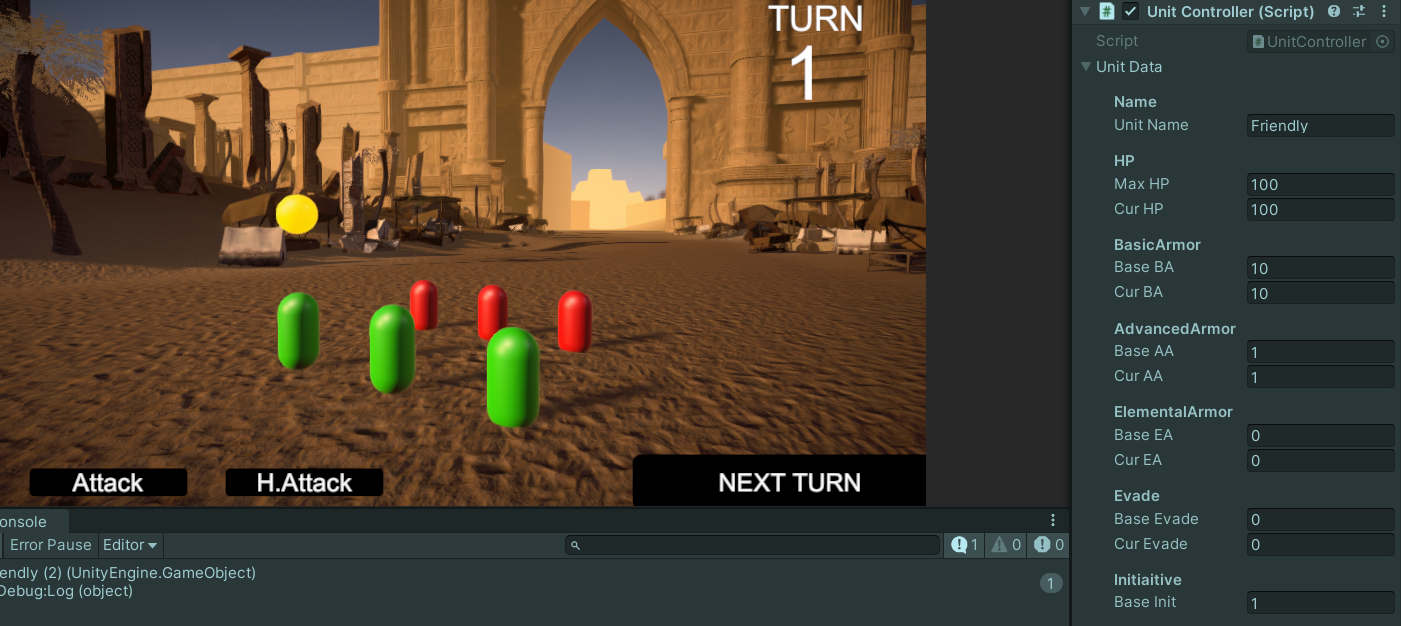 TURN
1
Attack
H.Attack
NEXT TURN
onsole
Error Pause
Editor
1
0
0
endly (2) (UnityEngine.GameObject)
Debug:Log (object)
1
# Unit Controller (Script)
Script
# UnitController
Unit Data
Name
Unit Name Friendly
HP
Max HP 100
Cur HP 100
BasicArmor
Base BA 10
Cur BA 10
AdvancedArmor
Base AA 1
Cur AA 1
ElementalArmor
Base EA 0
Cur EA 0
Evade
Base Evade 0
Cur Evade 0
Initiaitive
Base Init 1